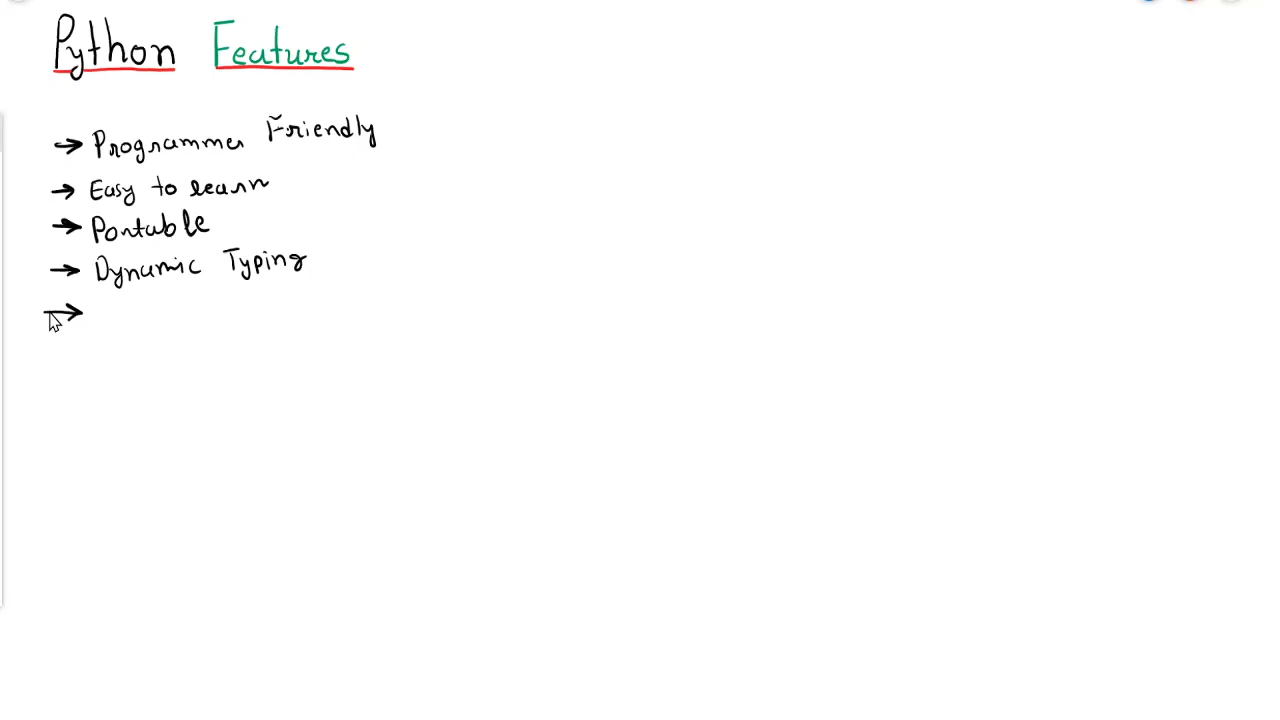 Python Features
→ Programmer Friendly
→ Easy to learn
→ Portable
→ Dynamic Typing
→